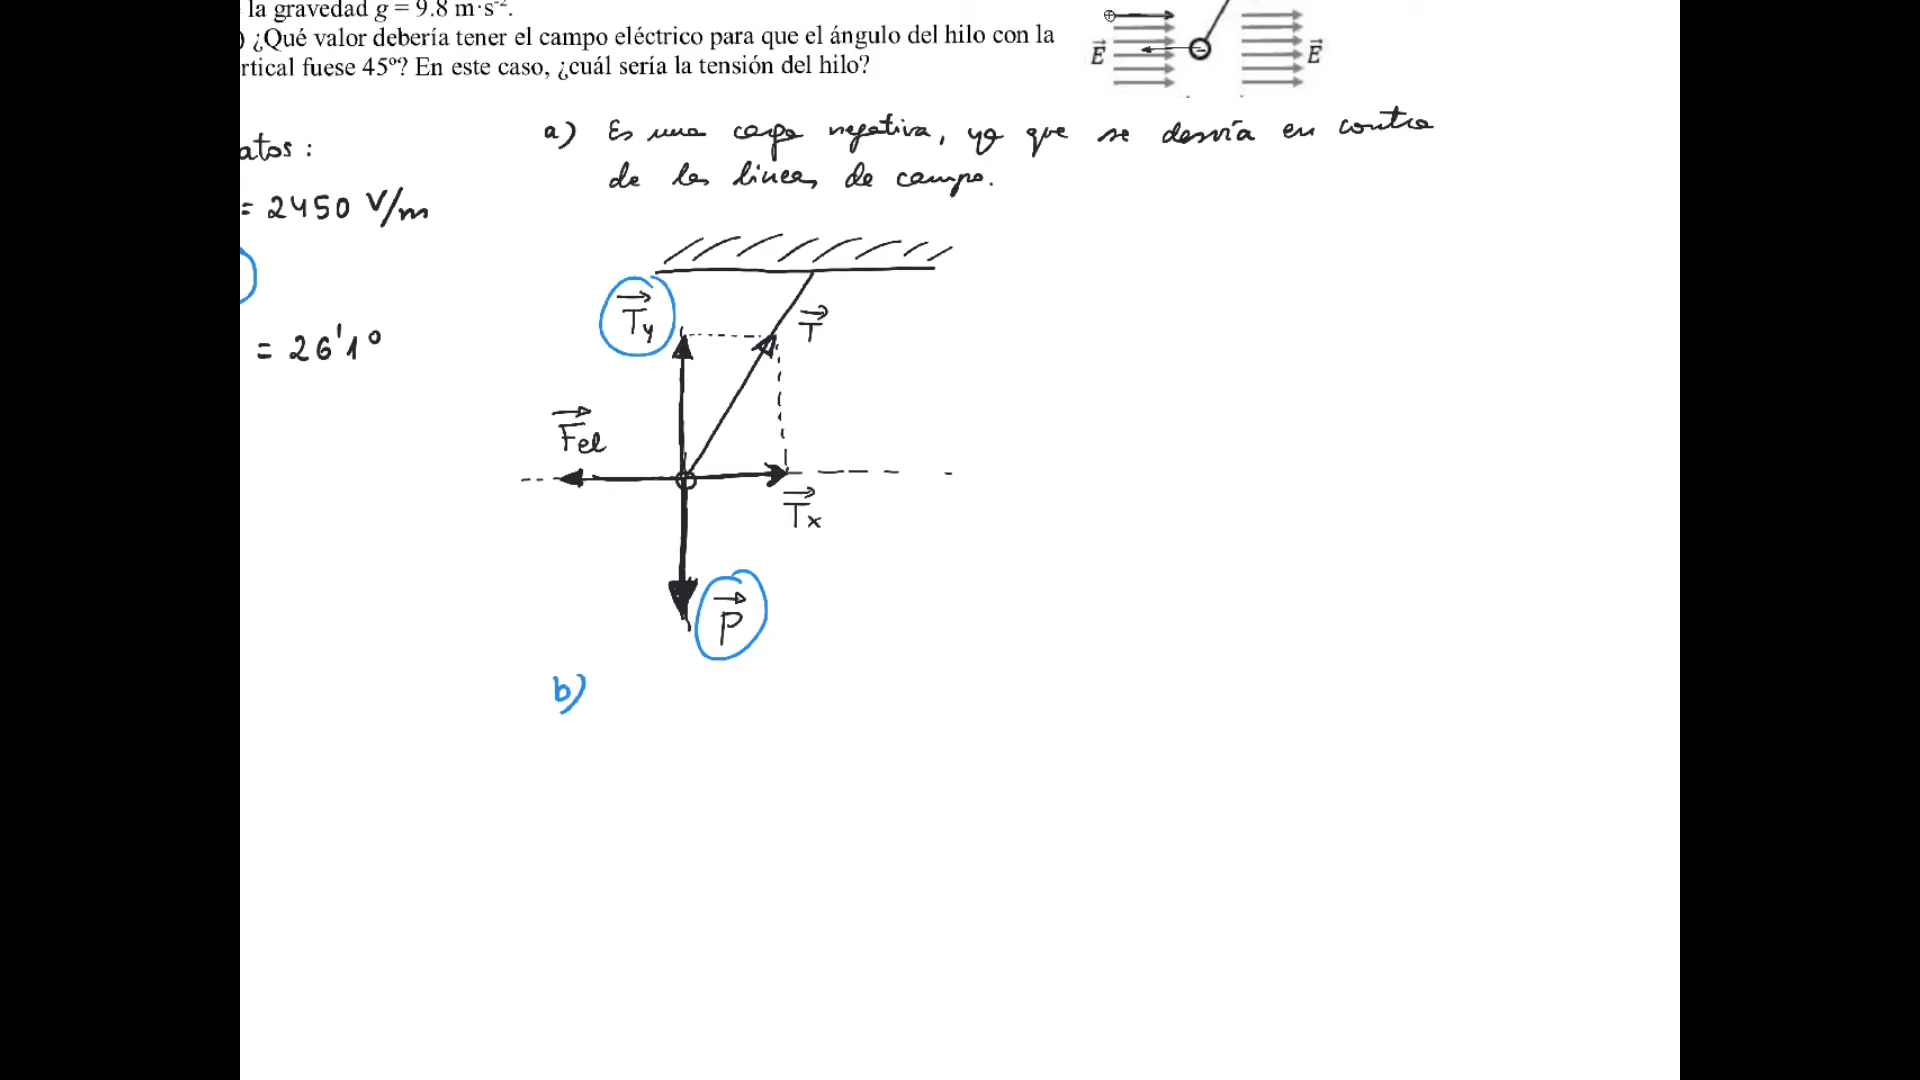 la gravedad g = 9.8 m·s⁻².
) ¿Qué valor debería tener el campo eléctrico para que el ángulo del hilo con la
rtical fuese 45º? En este caso, ¿cuál sería la tensión del hilo?
E
E
a) Es una carga negativa, ya que se desvía en contra
de las líneas de campo.
atos :
= 2450 V/m
= 26'1º
Ty
T
Fel
Tx
P
b)